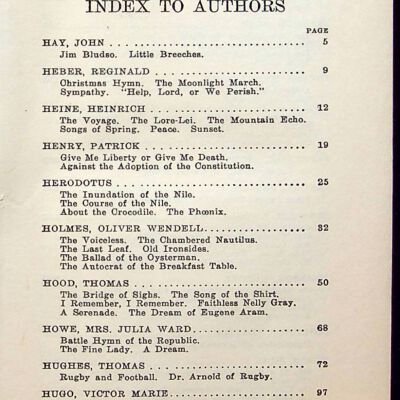 INDEX TO AUTHORS
PAGE
HAY, JOHN . . . . . . . . . . . . . . . . . . . . . . . . . . . . 5
Jim Bludso. Little Breeches.
HEBER, REGINALD . . . . . . . . . . . . . . . . . . . . . . 9
Christmas Hymn. The Moonlight March.
Sympathy. "Help, Lord, or We Perish."
HEINE, HEINRICH . . . . . . . . . . . . . . . . . . . . . . 12
The Voyage. The Lore-Lei. The Mountain Echo.
Songs of Spring. Peace. Sunset.
HENRY, PATRICK . . . . . . . . . . . . . . . . . . . . . . . 19
Give Me Liberty or Give Me Death.
Against the Adoption of the Constitution.
HERODOTUS . . . . . . . . . . . . . . . . . . . . . . . . . . . 25
The Inundation of the Nile.
The Course of the Nile.
About the Crocodile. The Phœnix.
HOLMES, OLIVER WENDELL . . . . . . . . . . . . . . 32
The Voiceless. The Chambered Nautilus.
The Last Leaf. Old Ironsides.
The Ballad of the Oysterman.
The Autocrat of the Breakfast Table.
HOOD, THOMAS . . . . . . . . . . . . . . . . . . . . . . . . . 50
The Bridge of Sighs. The Song of the Shirt.
I Remember, I Remember. Faithless Nelly Gray.
A Serenade. The Dream of Eugene Aram.
HOWE, MRS. JULIA WARD . . . . . . . . . . . . . . . . 68
Battle Hymn of the Republic.
The Fine Lady. A Dream.
HUGHES, THOMAS . . . . . . . . . . . . . . . . . . . . . . 72
Rugby and Football. Dr. Arnold of Rugby.
HUGO, VICTOR MARIE . . . . . . . . . . . . . . . . . . . 97